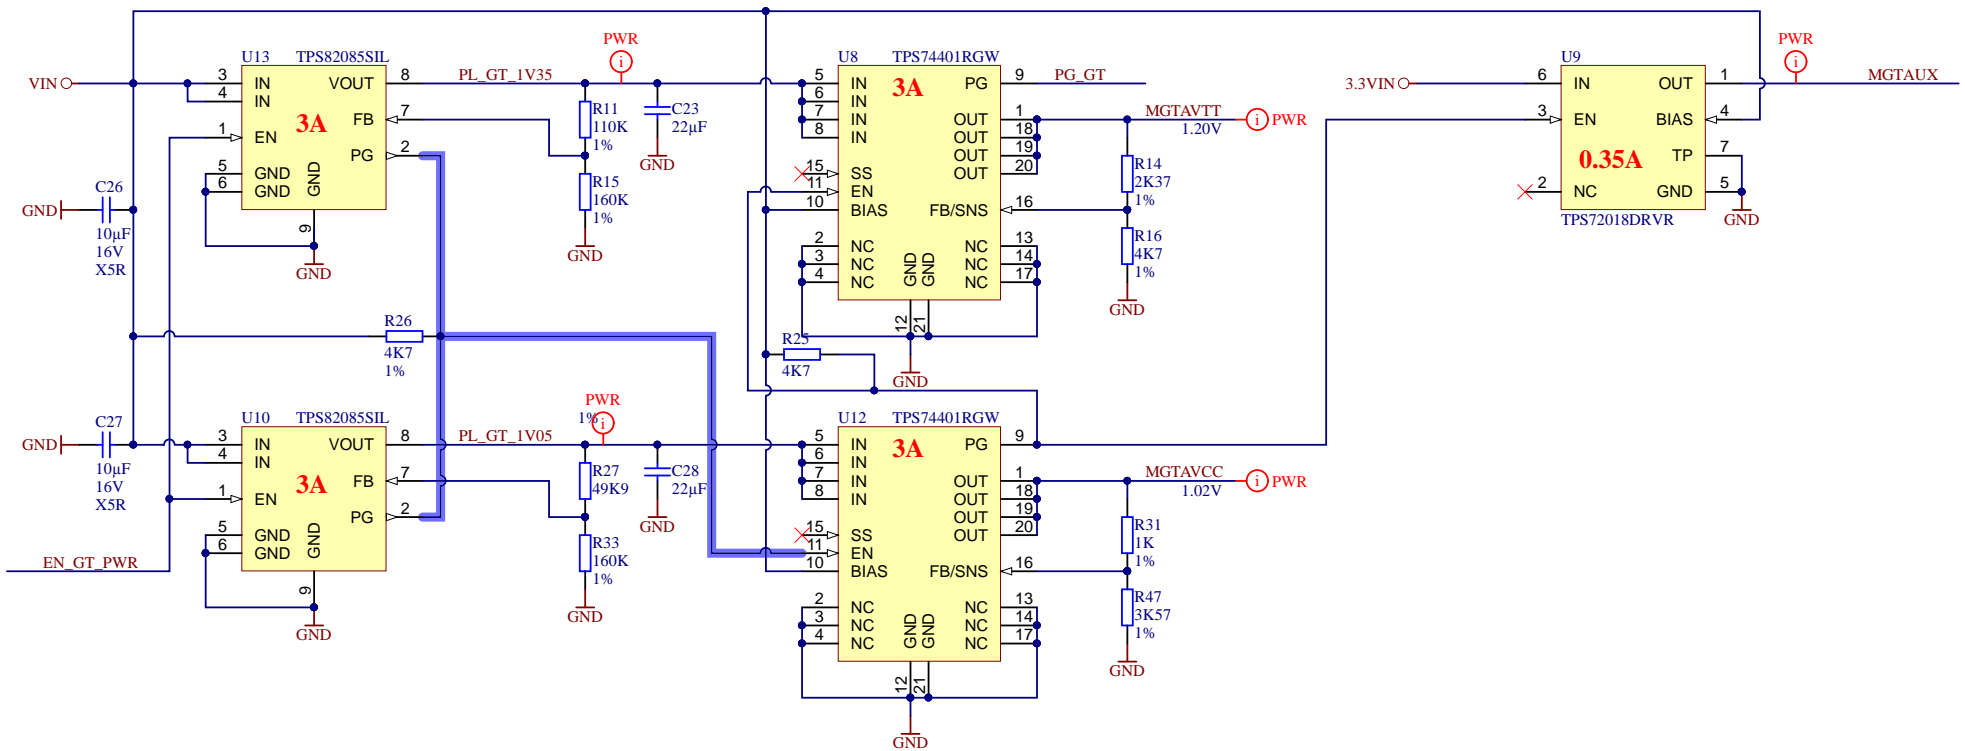 U13 TPS82085SIL
VIN
3 IN
4 IN
1 EN
5 GND
6 GND
GND
9
3A
VOUT 8
FB 7
PG 2
GND
PL_GT_1V35
PWR
i
R11
110K
1%
R15
160K
1%
GND
C23
22µF
GND
C26
GND
10µF
16V
X5R
R26
4K7
1%
U8 TPS74401RGW
3A
5 IN
6 IN
7 IN
8 IN
15 SS
11 EN
10 BIAS
2 NC
3 NC
4 NC
PG 9
OUT 1
OUT 18
OUT 19
OUT 20
FB/SNS 16
NC 13
NC 14
NC 17
GND
GND
12
21
GND
PG_GT
MGTAVTT
1.20V
i PWR
R14
2K37
1%
R16
4K7
1%
GND
R25
4K7
U9
3.3VIN
6 IN
3 EN
2 NC
0.35A
OUT 1
BIAS 4
TP 7
GND 5
TPS72018DRVR
GND
PWR
i
MGTAUX
U10 TPS82085SIL
C27
GND
10µF
16V
X5R
3 IN
4 IN
1 EN
5 GND
6 GND
GND
9
3A
VOUT 8
FB 7
PG 2
GND
EN_GT_PWR
PL_GT_1V05
PWR
1%
i
R27
49K9
R33
160K
1%
GND
C28
22µF
GND
U12 TPS74401RGW
3A
5 IN
6 IN
7 IN
8 IN
15 SS
11 EN
10 BIAS
2 NC
3 NC
4 NC
PG 9
OUT 1
OUT 18
OUT 19
OUT 20
FB/SNS 16
NC 13
NC 14
NC 17
GND
GND
12
21
GND
MGTAVCC
1.02V
i PWR
R31
1K
1%
R47
3K57
1%
GND